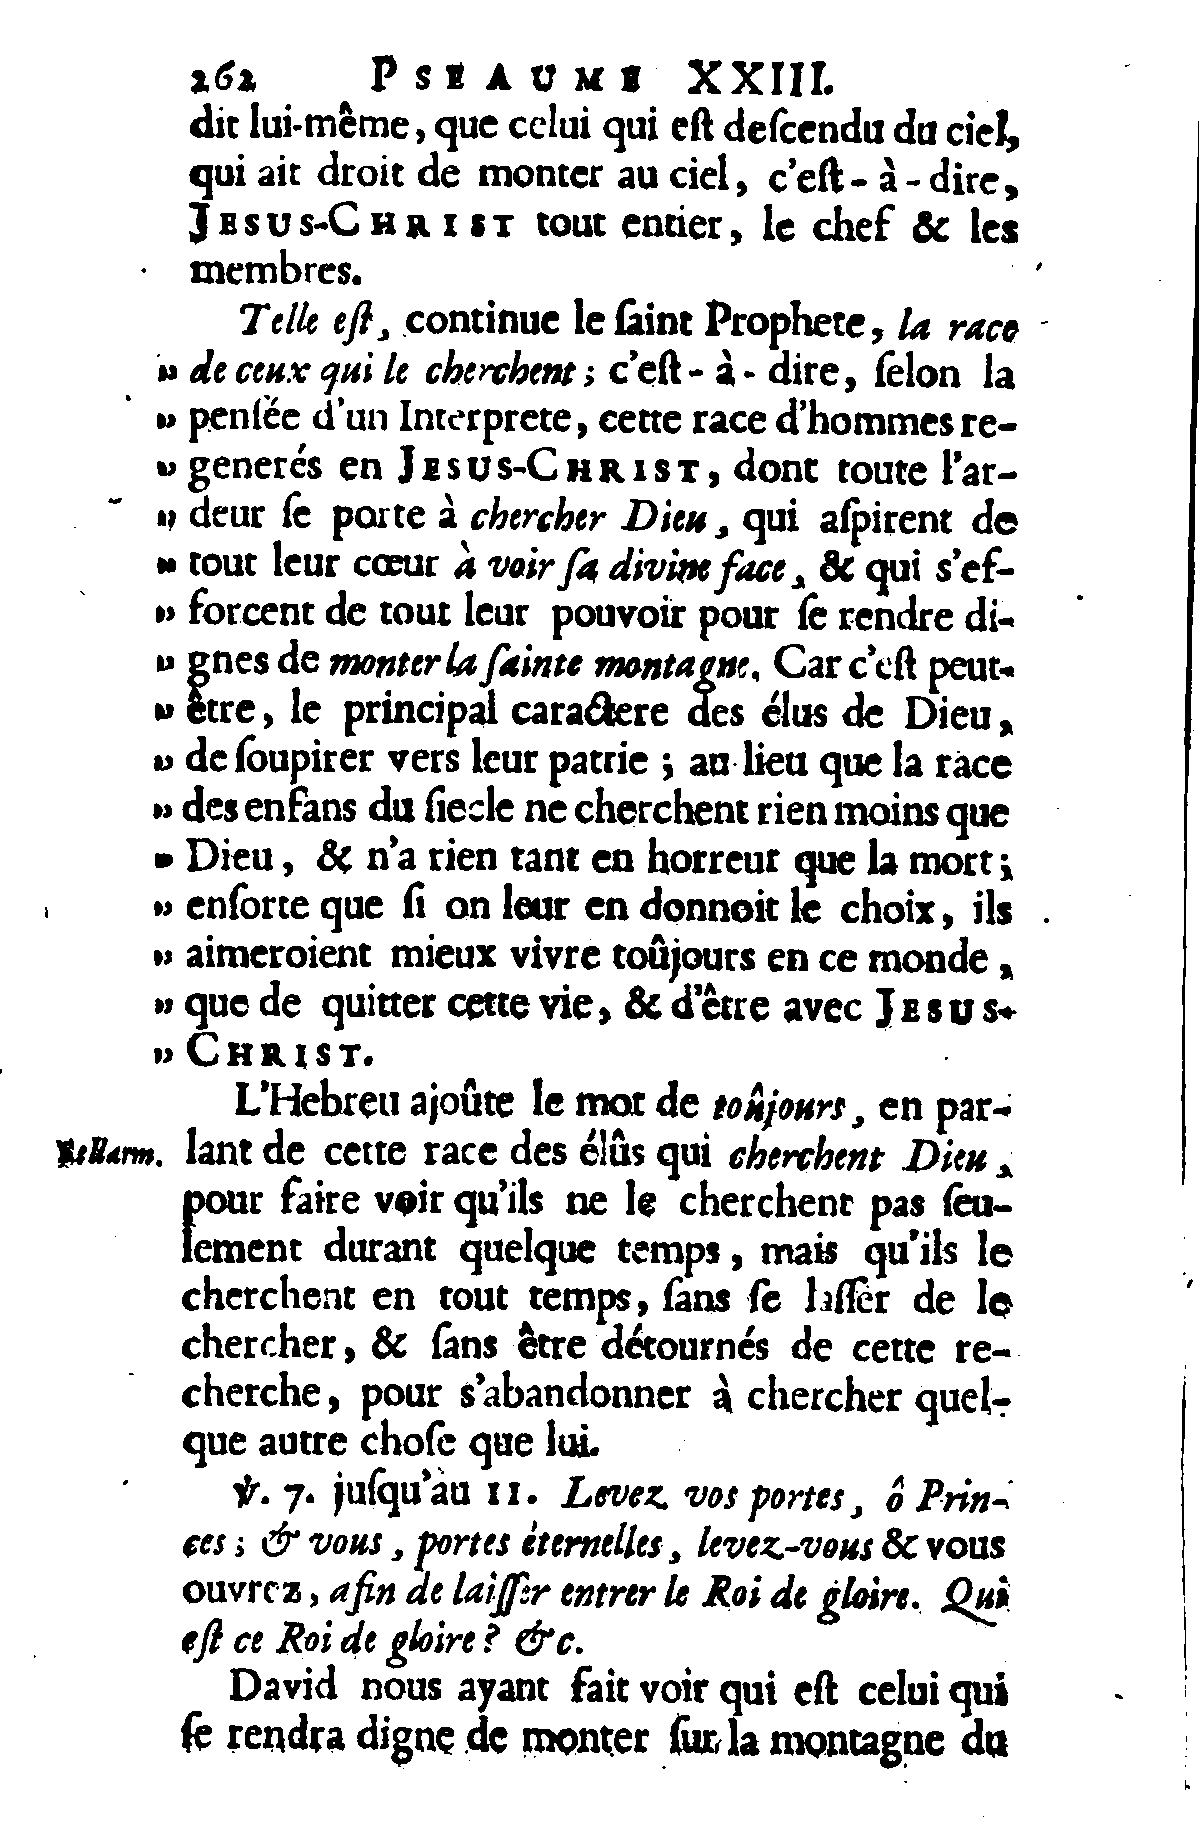 262 PSEAUME XXIII.
dit lui-même, que celui qui eſt deſcendu du ciel,
qui ait droit de monter au ciel, c'eſt-à-dire,
JESUS-CHRIST tout entier, le chef & les
membres.
Telle eſt, continue le ſaint Prophete, la race
„ de ceux qui le cherchent; c'eſt-à-dire, ſelon la
„ penſée d'un Interprete, cette race d'hommes re-
„ generés en JESUS-CHRIST, dont toute l'ar-
„ deur ſe porte à chercher Dieu, qui aſpirent de
„ tout leur cœur à voir ſa divine face, & qui s'ef-
„ forcent de tout leur pouvoir pour ſe rendre di-
„ gnes de monter la ſainte montagne. Car c'eſt peut-
„ être, le principal caractere des élus de Dieu,
„ de ſoupirer vers leur patrie; au lieu que la race
„ des enfans du ſiecle ne cherchent rien moins que
„ Dieu, & n'a rien tant en horreur que la mort;
„ enſorte que ſi on leur en donnoit le choix, ils
„ aimeroient mieux vivre toûjours en ce monde,
„ que de quitter cette vie, & d'être avec JESUS-
„ CHRIST.
L'Hebreu ajoûte le mot de toûjours, en par-
Bellarm. lant de cette race des élûs qui cherchent Dieu,
pour faire voir qu'ils ne le cherchent pas ſeu-
lement durant quelque temps, mais qu'ils le
cherchent en tout temps, ſans ſe laſſer de le
chercher, & ſans être détournés de cette re-
cherche, pour s'abandonner à chercher quel-
que autre choſe que lui.
℣. 7. juſqu'au 11. Levez vos portes, ô Prin-
ces; & vous, portes éternelles, levez-vous & vous
ouvrez, afin de laiſſer entrer le Roi de gloire. Qui
eſt ce Roi de gloire? &c.
David nous ayant fait voir qui eſt celui qui
ſe rendra digne de monter ſur la montagne du